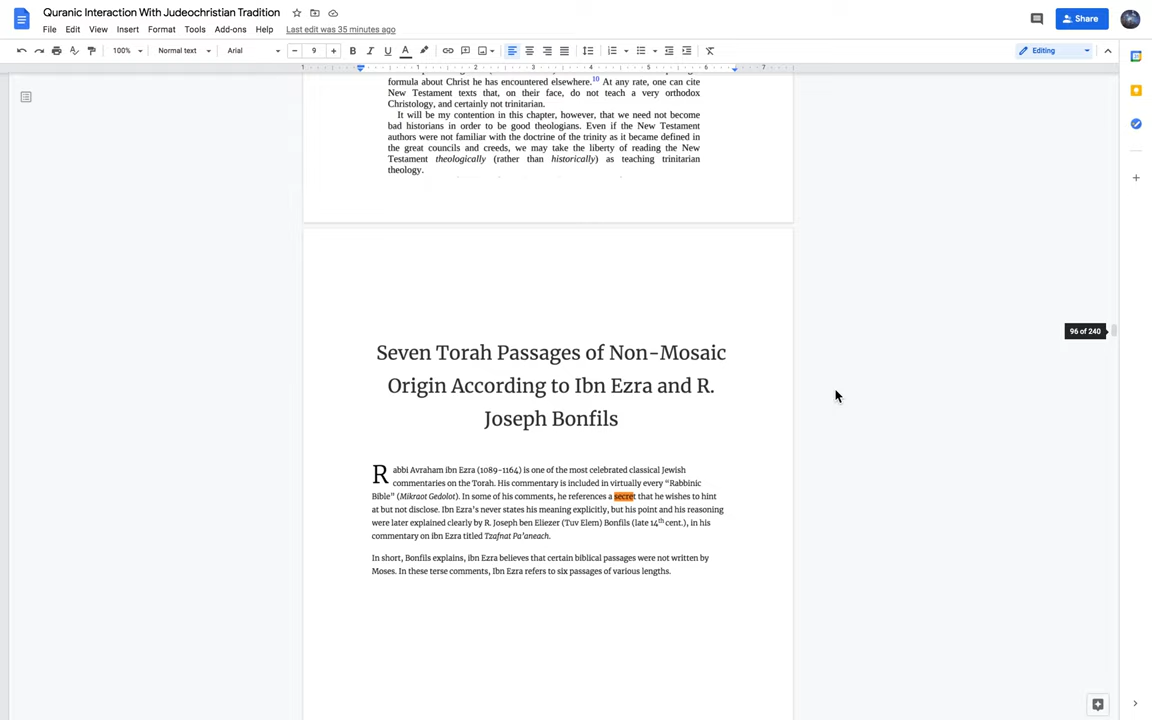 Quranic Interaction With Judeochristian Tradition
File Edit View Insert Format Tools Add-ons Help Last edit was 35 minutes ago
Share
100% Normal text Arial 9 Editing
1 1 2 3 4 5 6 7
formula about Christ he has encountered elsewhere.10 At any rate, one can cite
New Testament texts that, on their face, do not teach a very orthodox
Christology, and certainly not trinitarian.
It will be my contention in this chapter, however, that we need not become
bad historians in order to be good theologians. Even if the New Testament
authors were not familiar with the doctrine of the trinity as it became defined in
the great councils and creeds, we may take the liberty of reading the New
Testament theologically (rather than historically) as teaching trinitarian
theology.
96 of 240
Seven Torah Passages of Non-Mosaic
Origin According to Ibn Ezra and R.
Joseph Bonfils
Rabbi Avraham ibn Ezra (1089-1164) is one of the most celebrated classical Jewish
commentaries on the Torah. His commentary is included in virtually every “Rabbinic
Bible” (Mikraot Gedolot). In some of his comments, he references a secret that he wishes to hint
at but not disclose. Ibn Ezra's never states his meaning explicitly, but his point and his reasoning
were later explained clearly by R. Joseph ben Eliezer (Tuv Elem) Bonfils (late 14th cent.), in his
commentary on ibn Ezra titled Tzafnat Pa'aneach.
In short, Bonfils explains, ibn Ezra believes that certain biblical passages were not written by
Moses. In these terse comments, Ibn Ezra refers to six passages of various lengths.